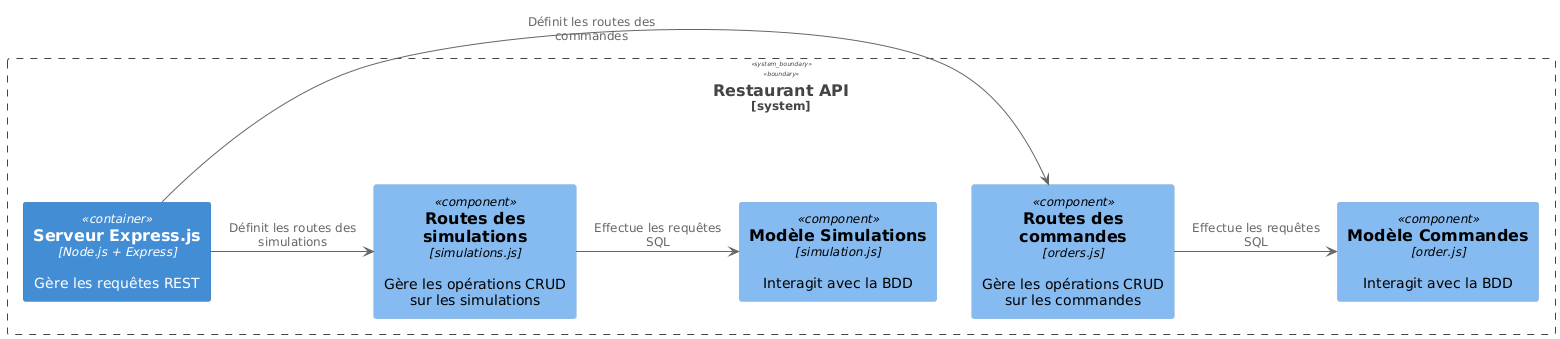 Définit les routes des
commandes
«system_boundary»
«boundary»
Restaurant API
[system]
«container»
Serveur Express.js
[Node.js + Express]
Gère les requêtes REST
Définit les routes des
simulations
«component»
Routes des
simulations
[simulations.js]
Gère les opérations CRUD
sur les simulations
Effectue les requêtes
SQL
«component»
Modèle Simulations
[simulation.js]
Interagit avec la BDD
«component»
Routes des
commandes
[orders.js]
Gère les opérations CRUD
sur les commandes
Effectue les requêtes
SQL
«component»
Modèle Commandes
[order.js]
Interagit avec la BDD